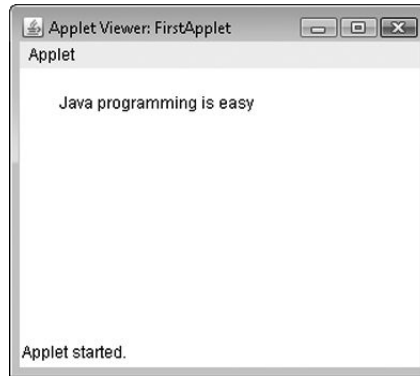 Applet Viewer: FirstApplet
Applet
Java programming is easy
Applet started.